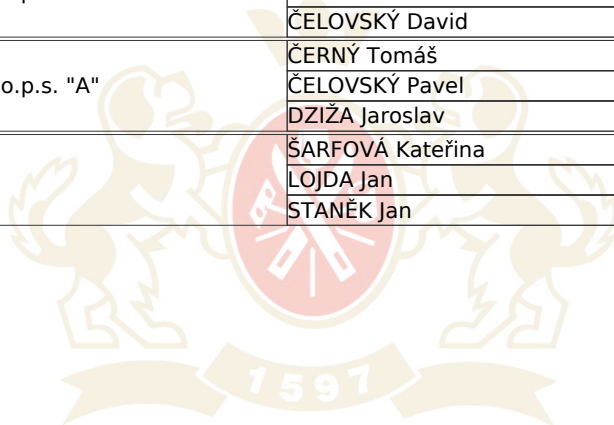 ČELOVSKÝ David
ČERNÝ Tomáš
o.p.s. "A"
ČELOVSKÝ Pavel
DZIŽA Jaroslav
ŠARFOVÁ Kateřina
LOJDA Jan
STANĚK Jan
1597